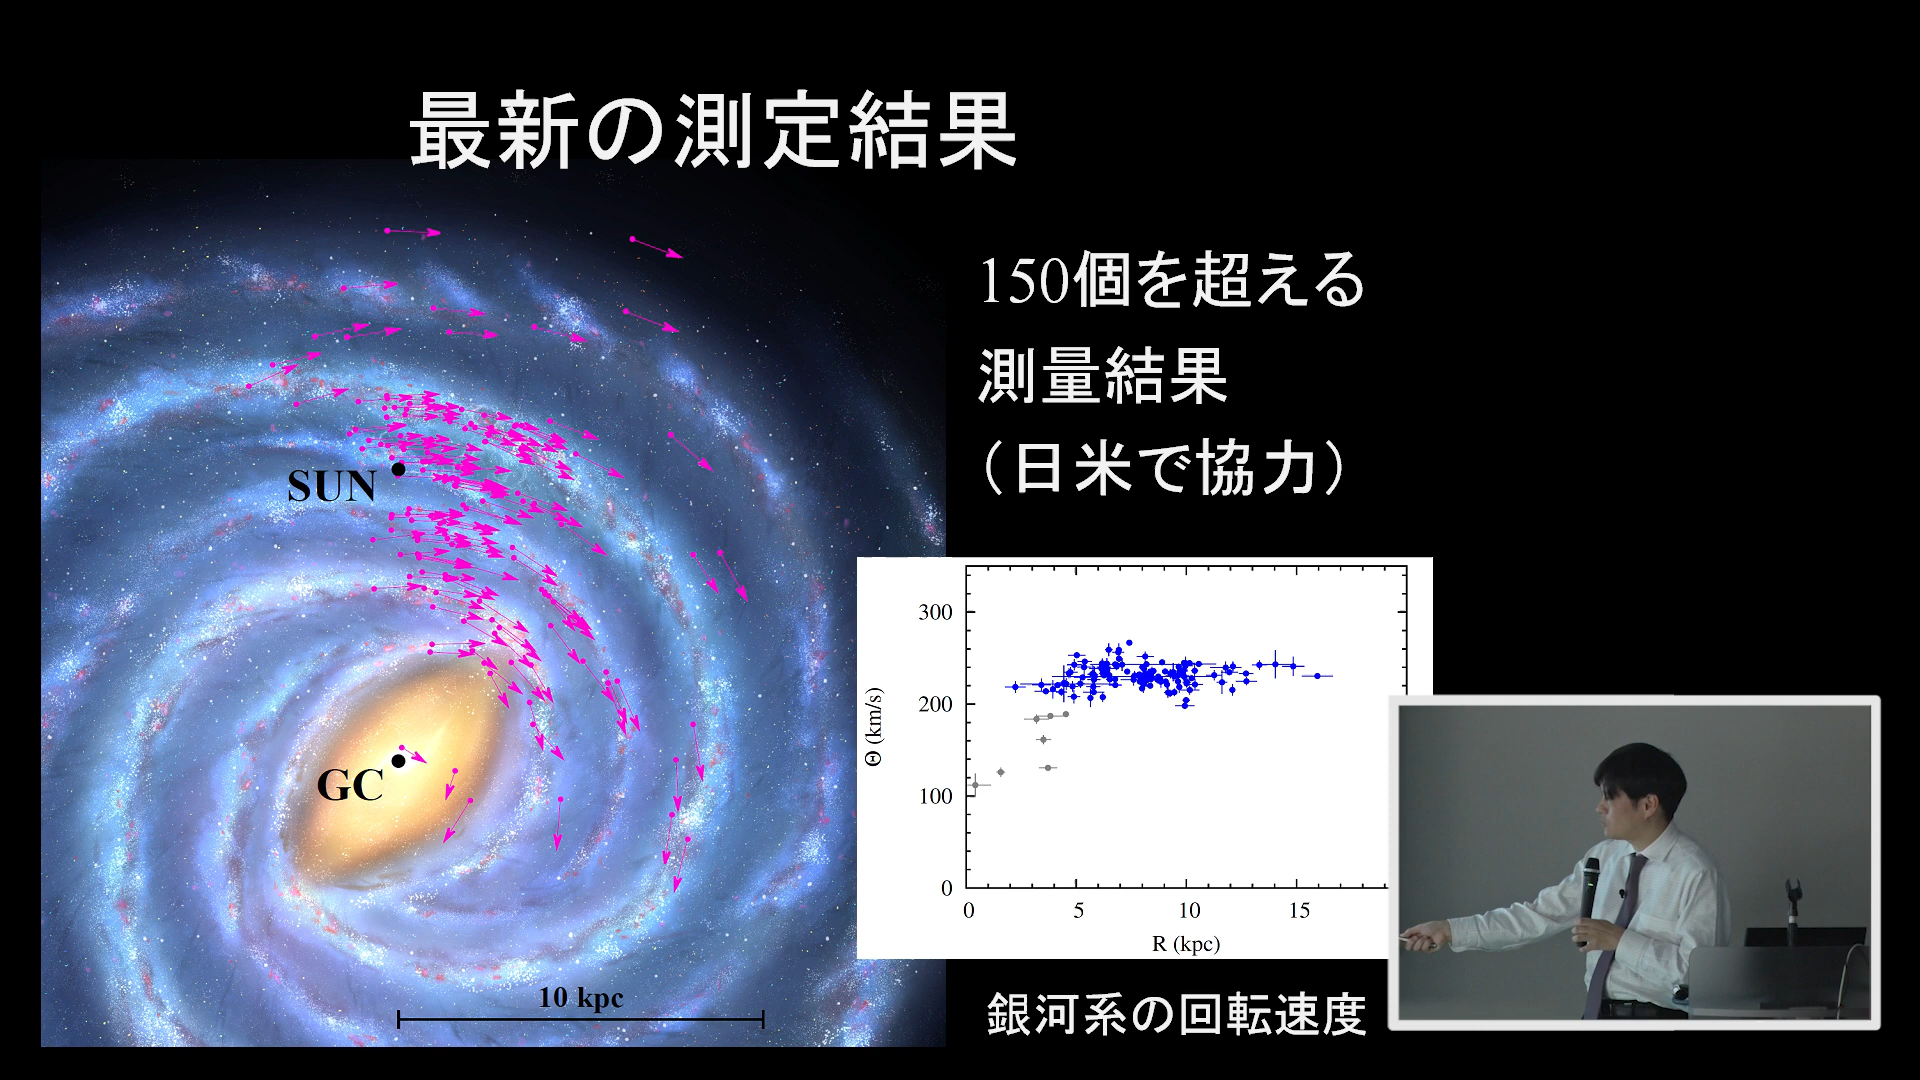 最新の測定結果
150個を超える
測量結果
（日米で協力）
SUN
GC
10 kpc
300
200
100
0
Θ (km/s)
0 5 10 15
R (kpc)
銀河系の回転速度